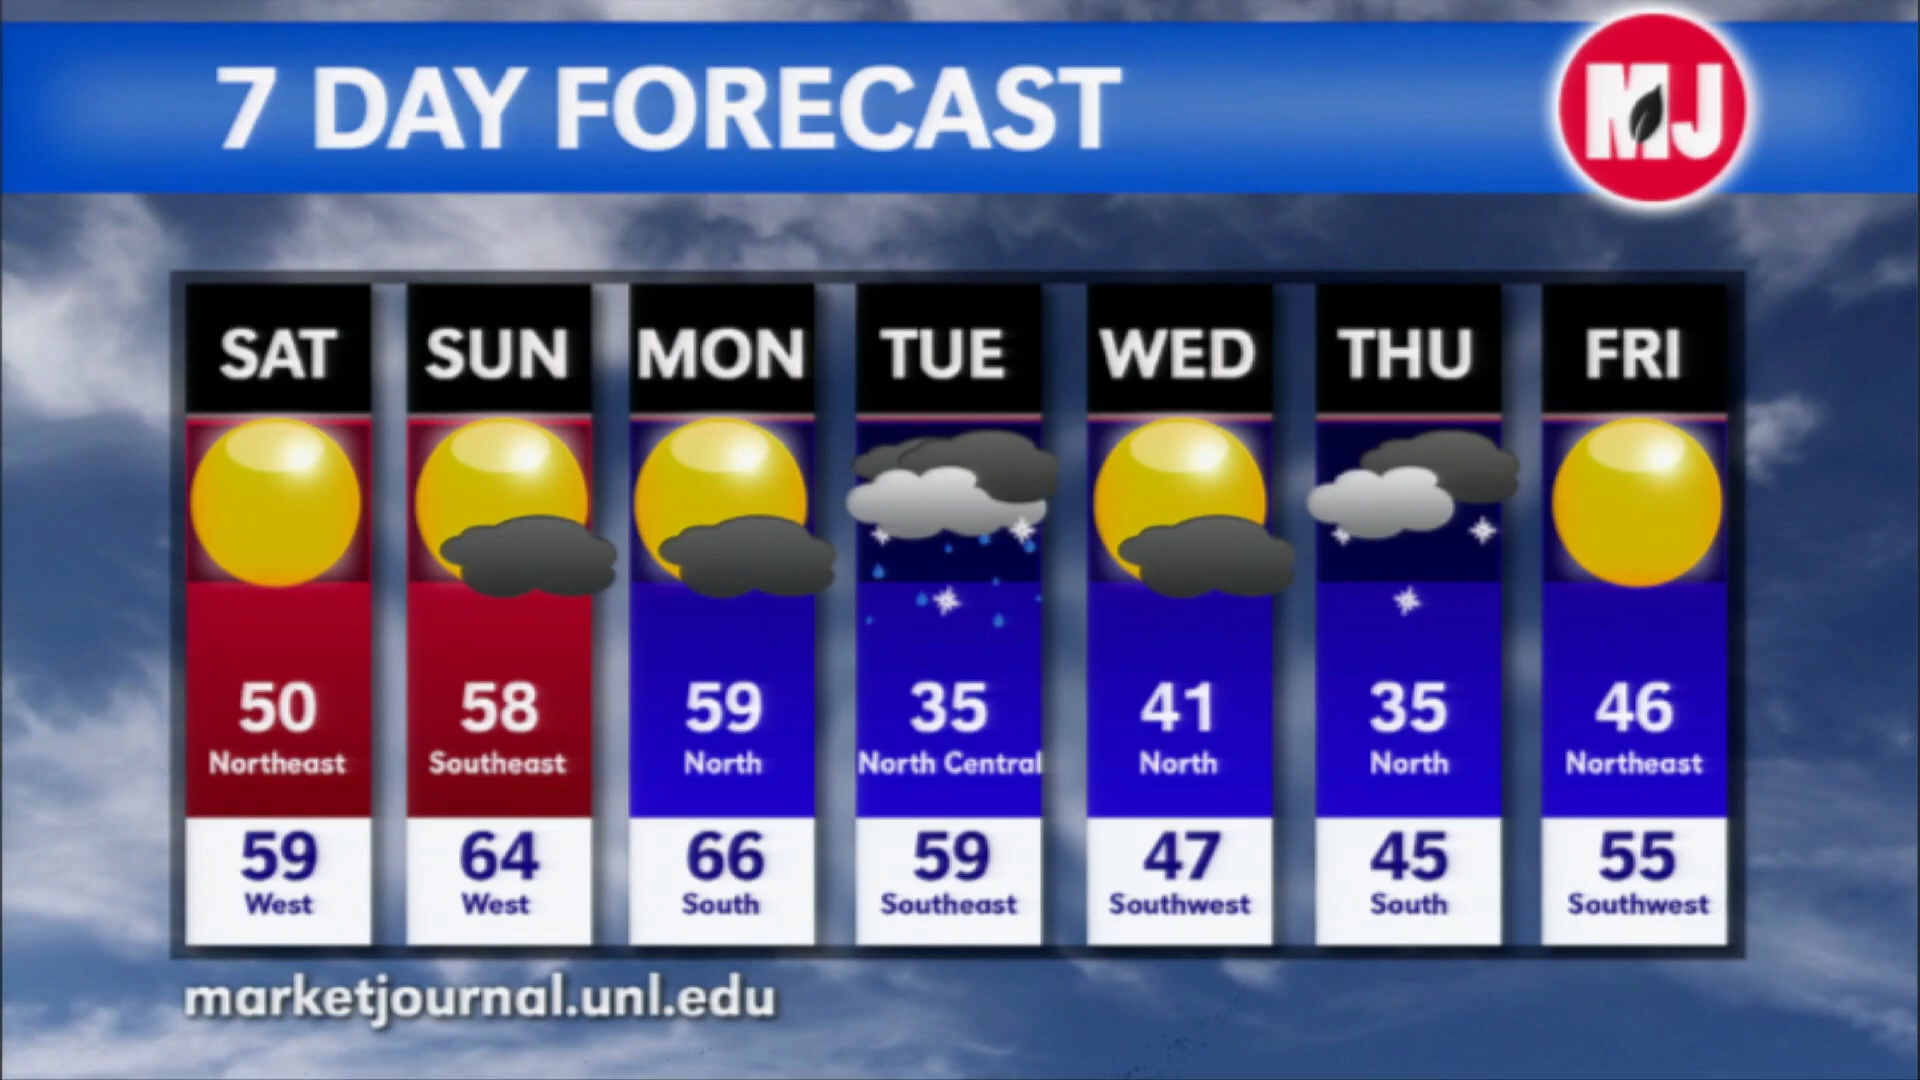 7 DAY FORECAST
MJ
SAT SUN MON TUE WED THU FRI
50 58 59 35 41 35 46
Northeast Southeast North North Central North North Northeast
59 64 66 59 47 45 55
West West South Southeast Southwest South Southwest
marketjournal.unl.edu